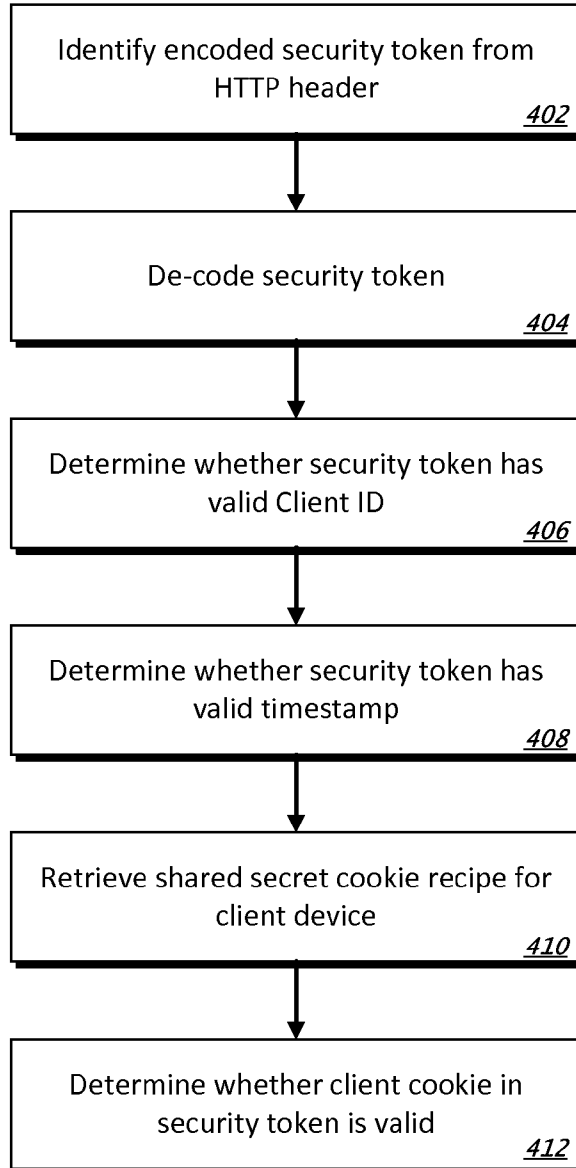 Identify encoded security token from
HTTP header
402
De-code security token
404
Determine whether security token has
valid Client ID
406
Determine whether security token has
valid timestamp
408
Retrieve shared secret cookie recipe for
client device
410
Determine whether client cookie in
security token is valid
412